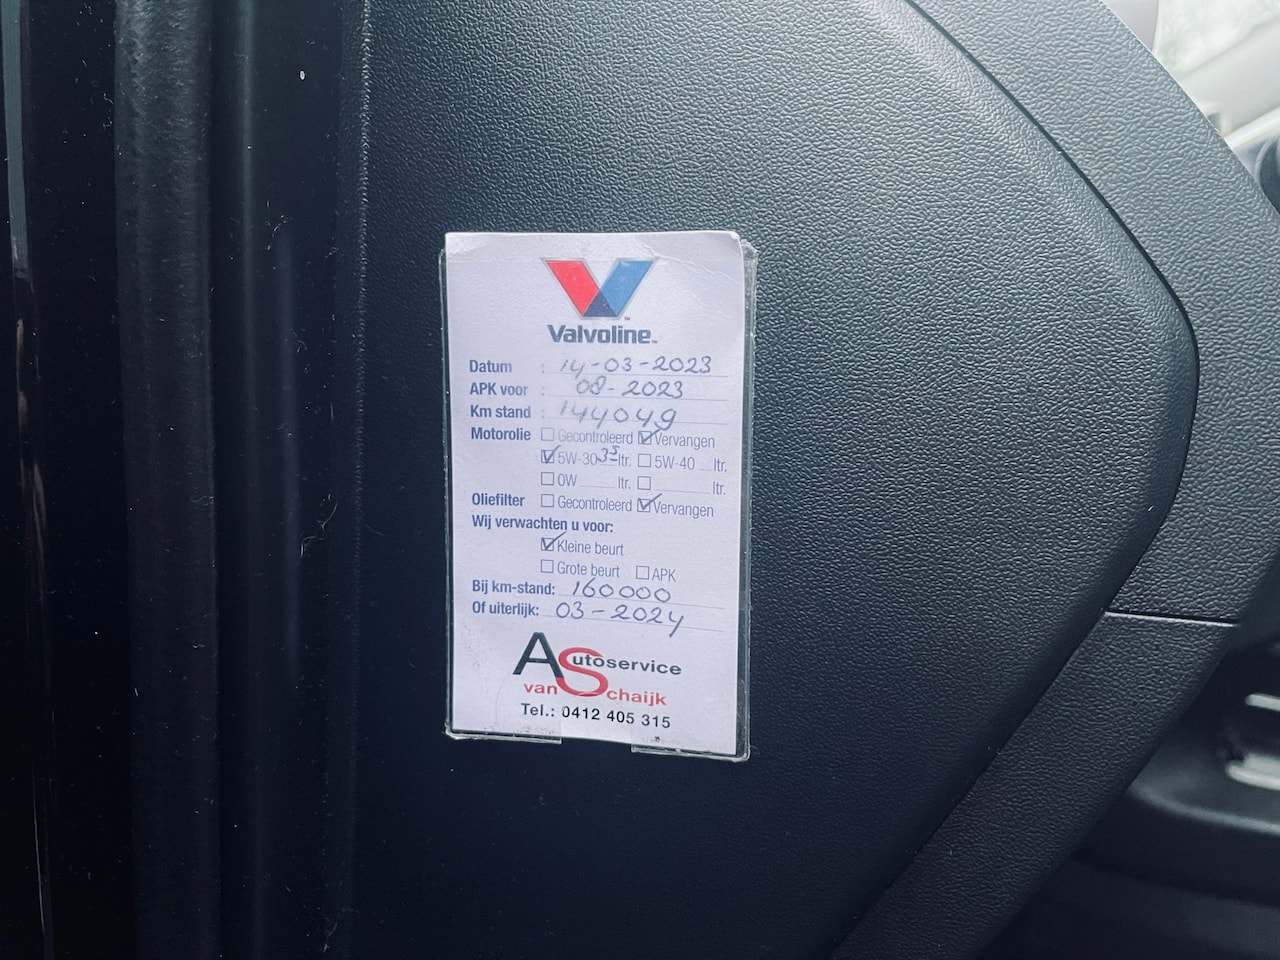 Valvoline™
Datum : 14-03-2023
APK voor : 08-2023
Km stand : 144049
Motorolie ☐ Gecontroleerd ☑ Vervangen
☑ 5W-30 35 ltr. ☐ 5W-40 ltr.
☐ 0W ltr. ☐ ltr.
Oliefilter ☐ Gecontroleerd ☑ Vervangen
Wij verwachten u voor:
☑ Kleine beurt
☐ Grote beurt ☐ APK
Bij km-stand: 160000
Of uiterlijk: 03-2024
Autoservice
van Schaijk
Tel.: 0412 405 315